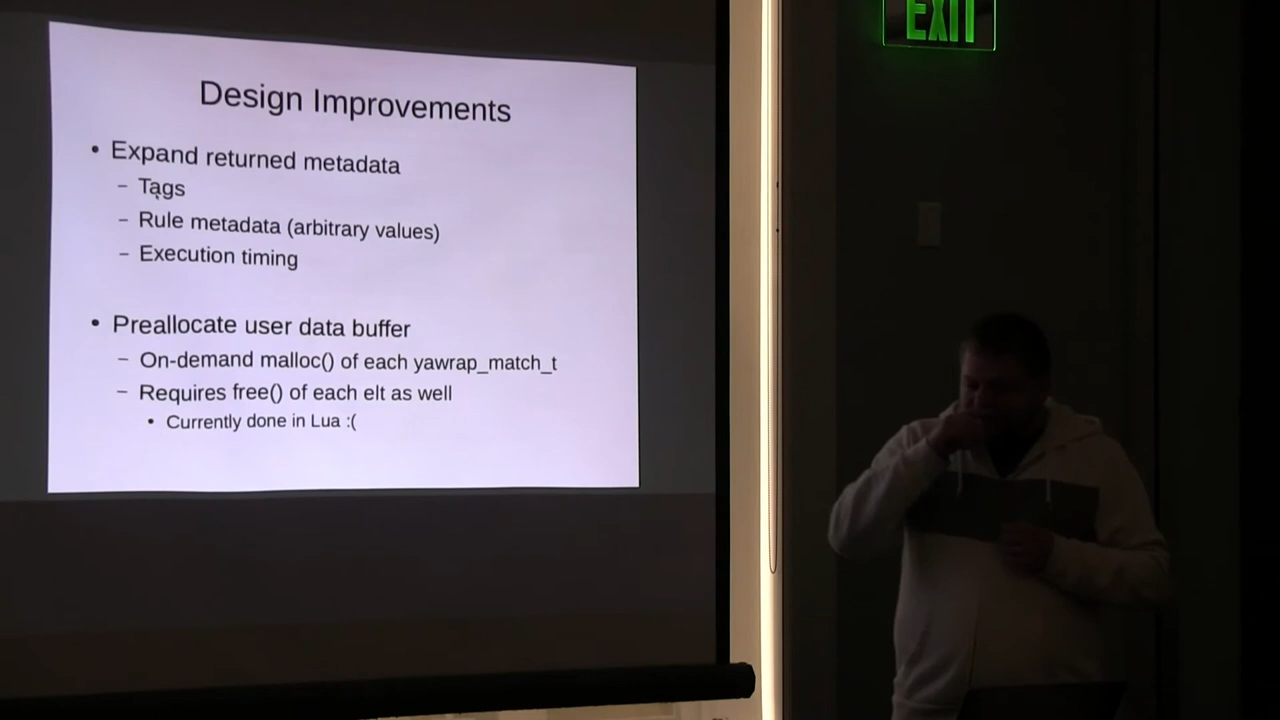 EXIT
Design Improvements
• Expand returned metadata
– Tags
– Rule metadata (arbitrary values)
– Execution timing
• Preallocate user data buffer
– On-demand malloc() of each yawrap_match_t
– Requires free() of each elt as well
• Currently done in Lua :(